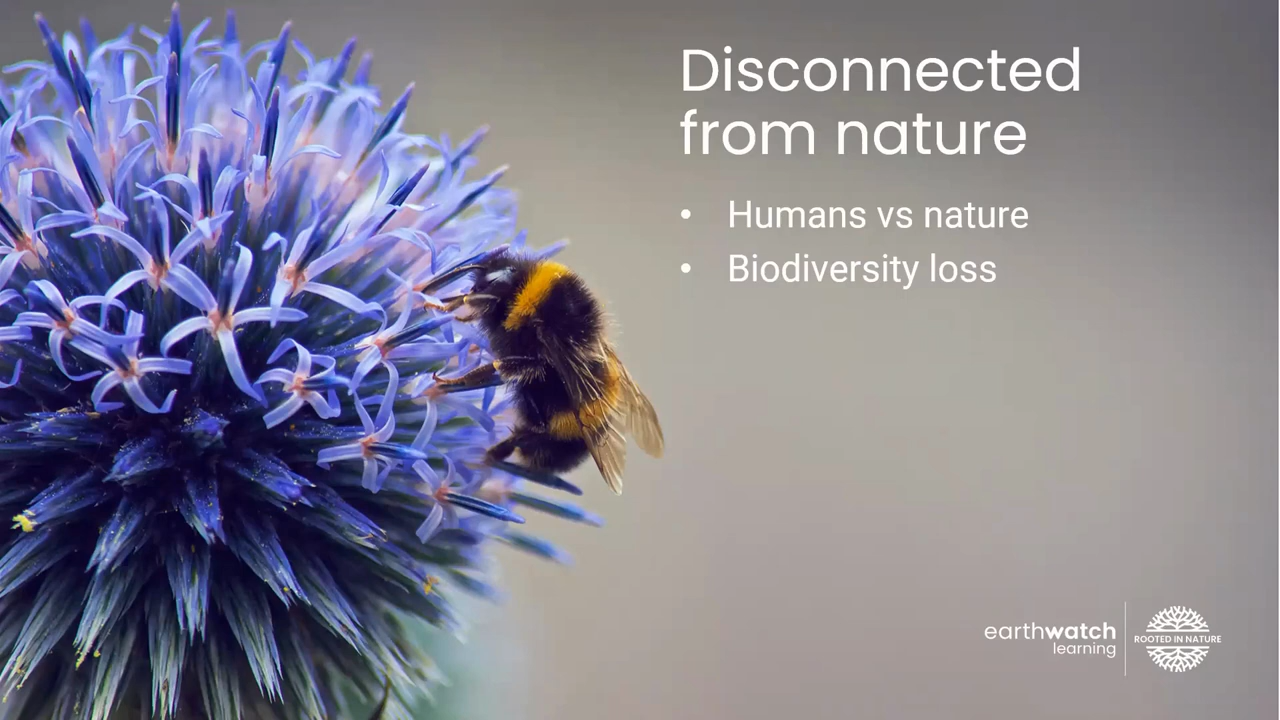 Disconnected
from nature
• Humans vs nature
• Biodiversity loss
earthwatch
learning
ROOTED IN NATURE